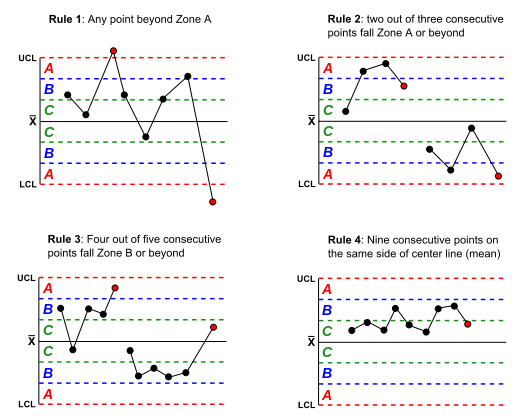 Rule 1: Any point beyond Zone A
UCL
A
B
C
X̅
C
B
A
LCL
Rule 2: two out of three consecutive
points fall Zone A or beyond
UCL
A
B
C
X̅
C
B
A
LCL
Rule 3: Four out of five consecutive
points fall Zone B or beyond
UCL
A
B
C
X̅
C
B
A
LCL
Rule 4: Nine consecutive points on
the same side of center line (mean)
UCL
A
B
C
X̅
C
B
A
LCL